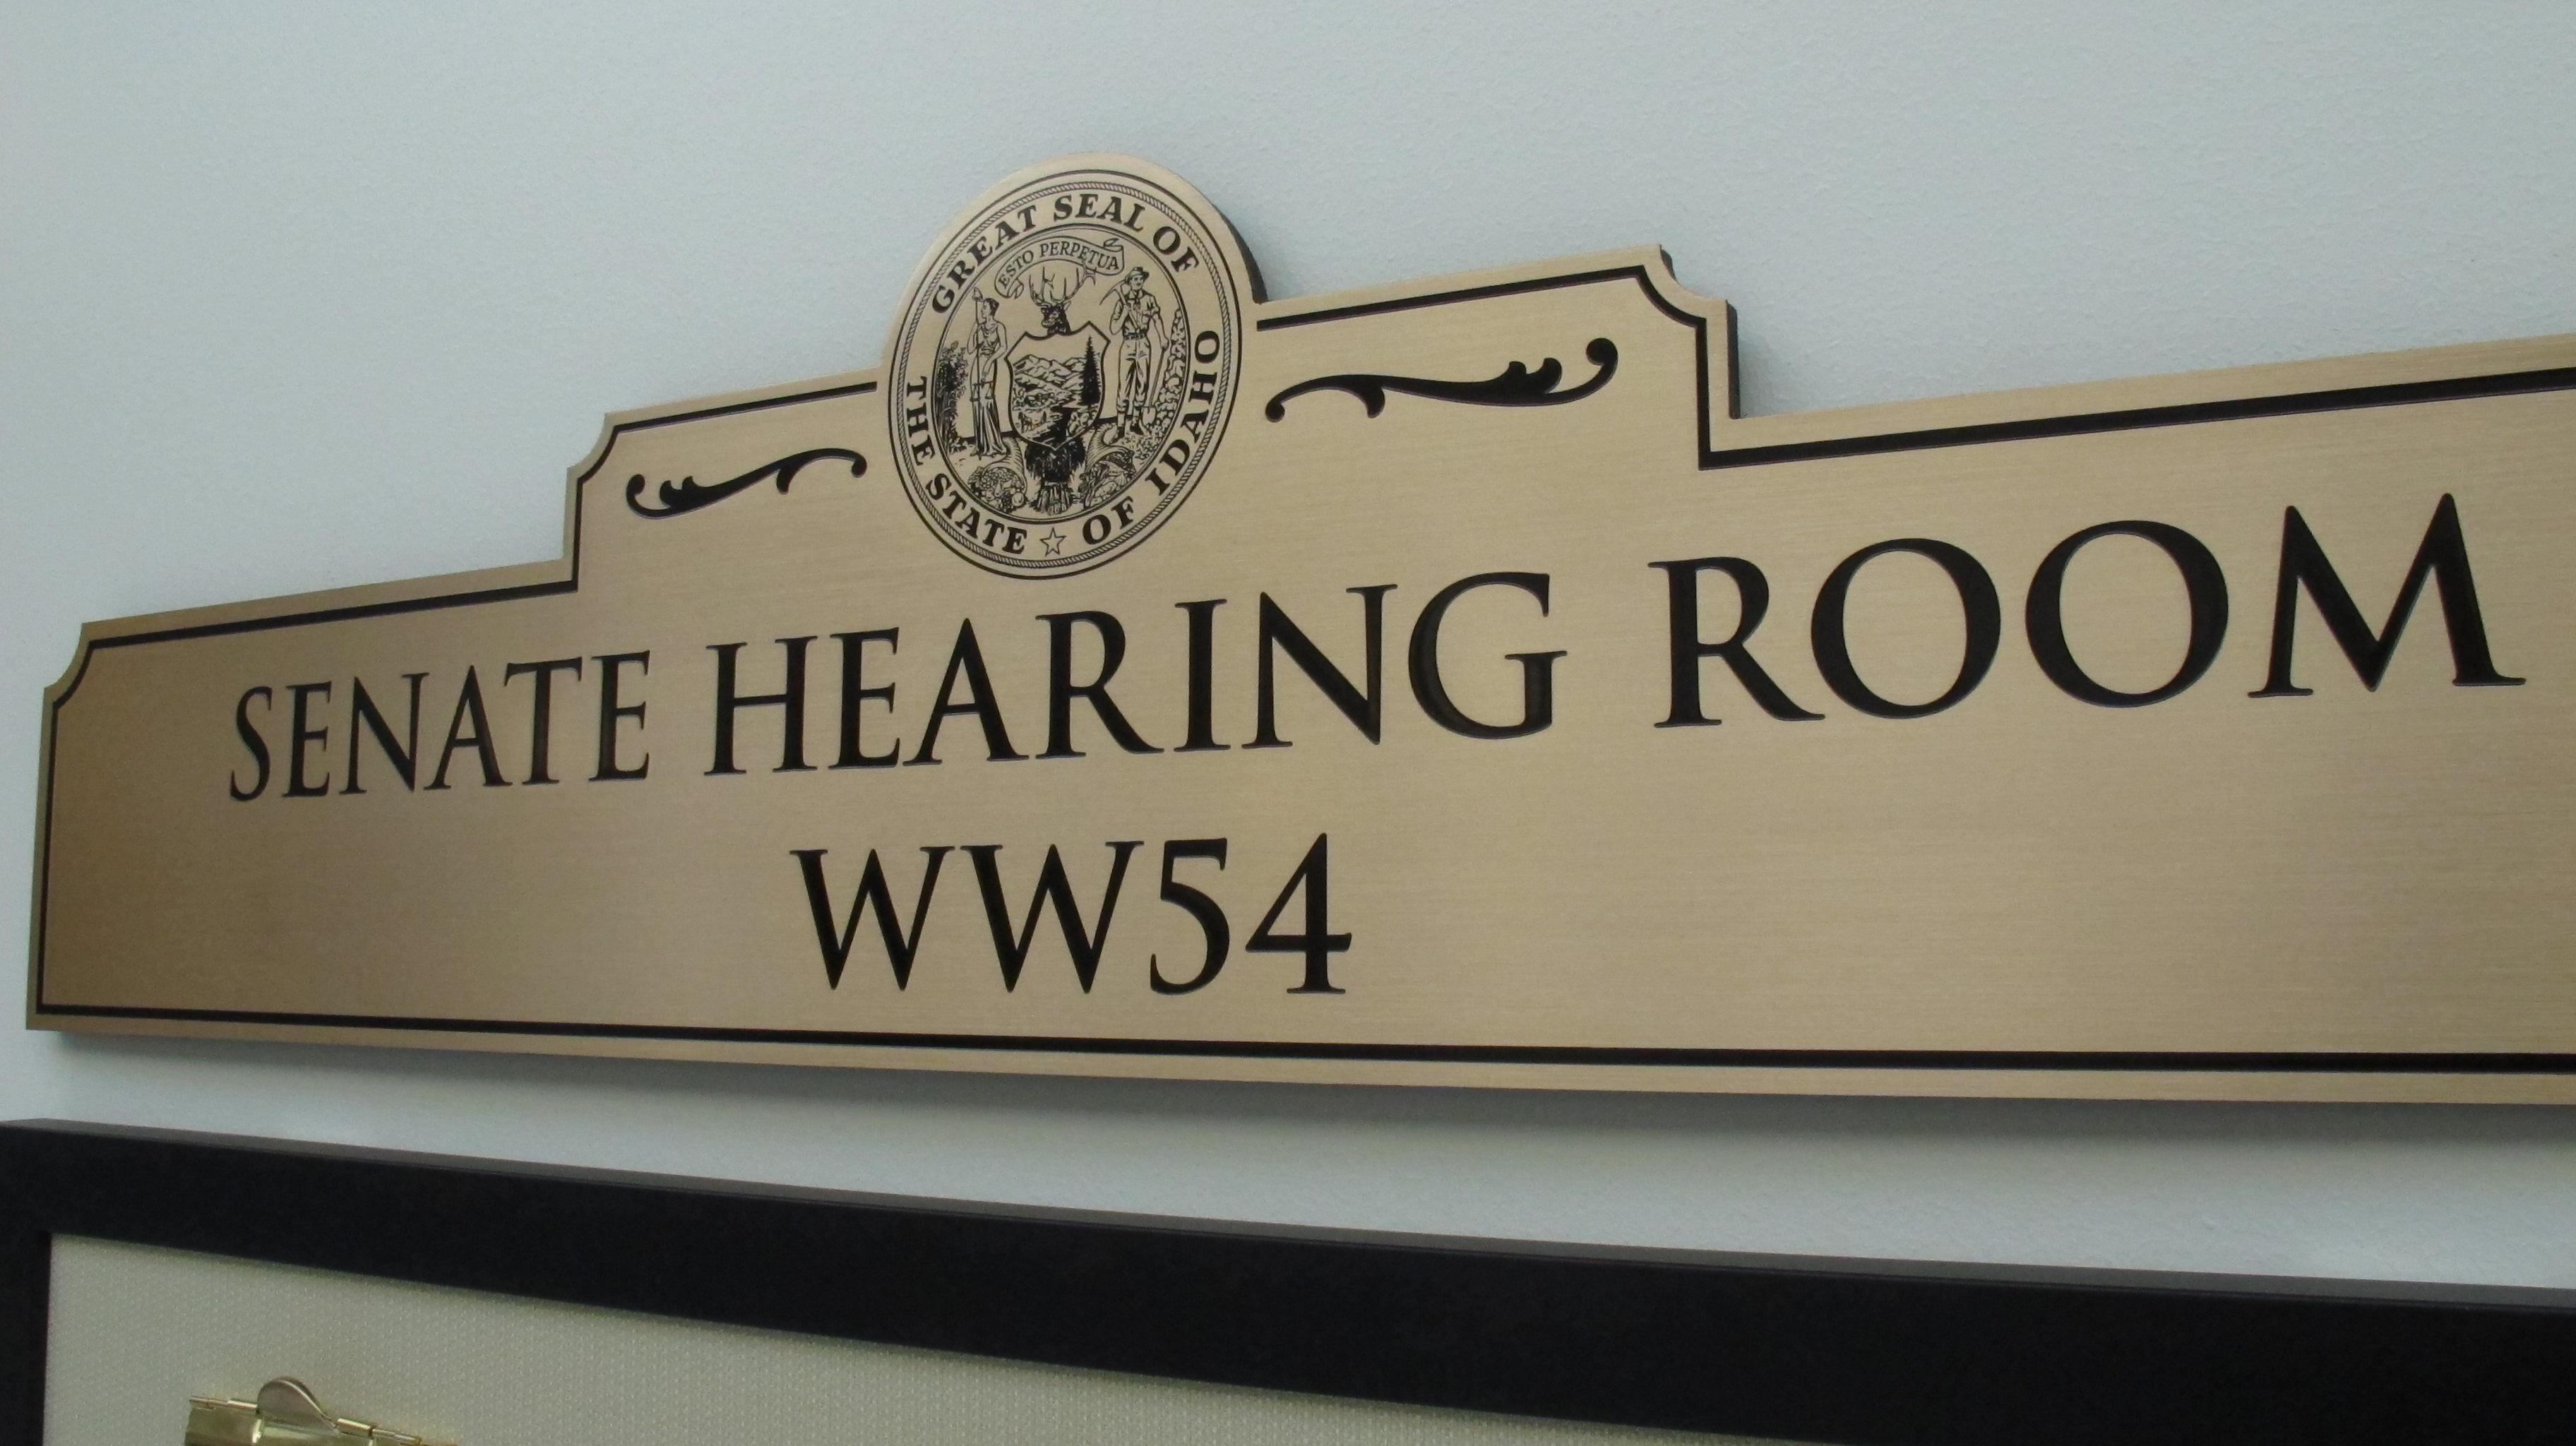 GREAT SEAL OF
THE STATE ☆ OF IDAHO
ESTO PERPETUA
SENATE HEARING ROOM
WW54